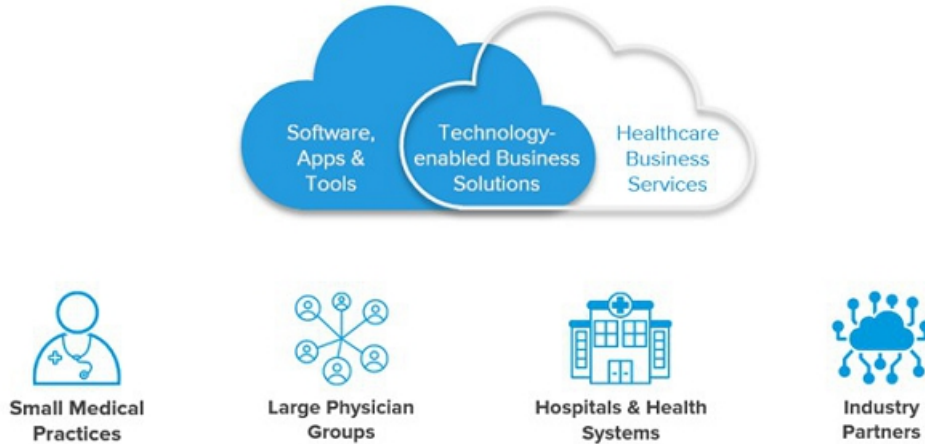 Software,
Apps &
Tools
Technology-
enabled Business
Solutions
Healthcare
Business
Services
Small Medical
Practices
Large Physician
Groups
Hospitals & Health
Systems
Industry
Partners